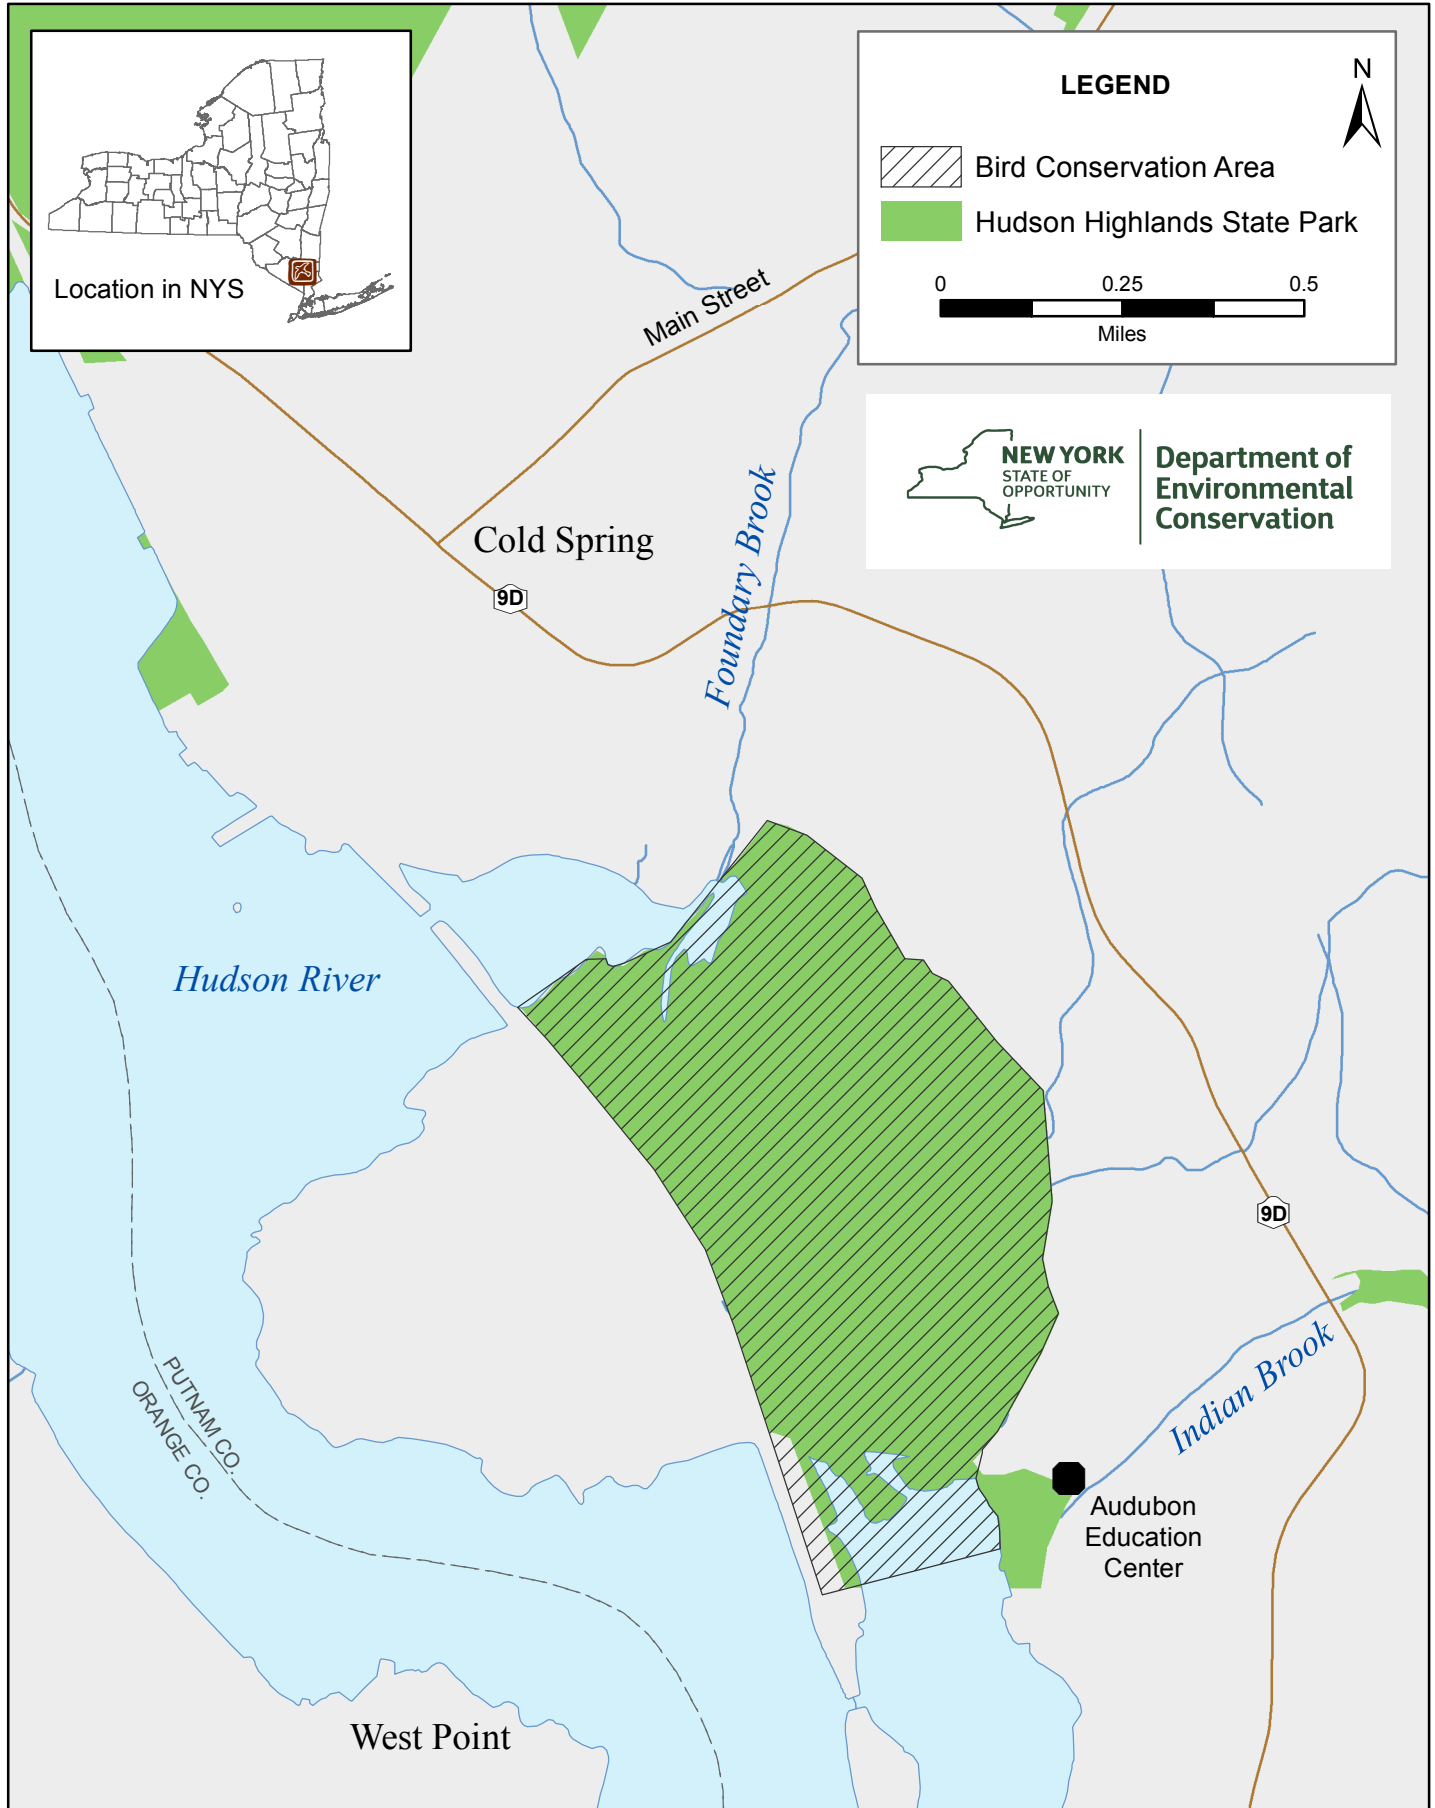 Location in NYS
LEGEND
N
Bird Conservation Area
Hudson Highlands State Park
0 0.25 0.5
Miles
NEW YORK
STATE OF
OPPORTUNITY
Department of
Environmental
Conservation
Main Street
Cold Spring
9D
Foundary Brook
Hudson River
9D
Indian Brook
PUTNAM CO.
ORANGE CO.
Audubon
Education
Center
West Point